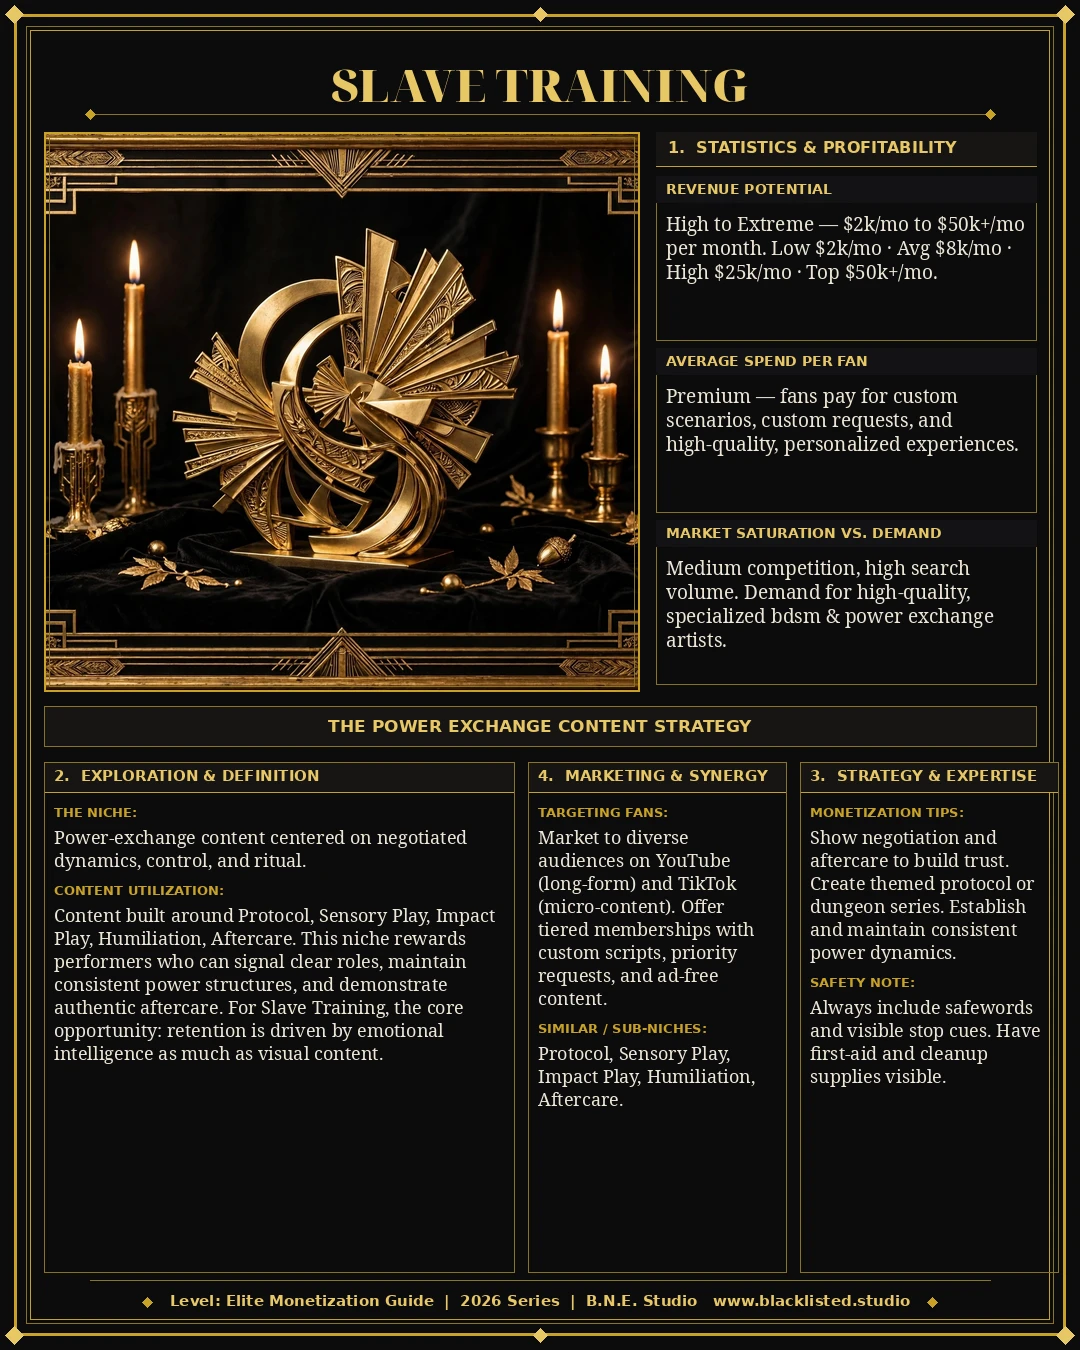 SLAVE TRAINING
1. STATISTICS & PROFITABILITY
REVENUE POTENTIAL
High to Extreme — $2k/mo to $50k+/mo
per month. Low $2k/mo · Avg $8k/mo ·
High $25k/mo · Top $50k+/mo.
AVERAGE SPEND PER FAN
Premium — fans pay for custom
scenarios, custom requests, and
high-quality, personalized experiences.
MARKET SATURATION VS. DEMAND
Medium competition, high search
volume. Demand for high-quality,
specialized bdsm & power exchange
artists.
THE POWER EXCHANGE CONTENT STRATEGY
2. EXPLORATION & DEFINITION
THE NICHE:
Power-exchange content centered on negotiated
dynamics, control, and ritual.
CONTENT UTILIZATION:
Content built around Protocol, Sensory Play, Impact
Play, Humiliation, Aftercare. This niche rewards
performers who can signal clear roles, maintain
consistent power structures, and demonstrate
authentic aftercare. For Slave Training, the core
opportunity: retention is driven by emotional
intelligence as much as visual content.
4. MARKETING & SYNERGY
TARGETING FANS:
Market to diverse
audiences on YouTube
(long-form) and TikTok
(micro-content). Offer
tiered memberships with
custom scripts, priority
requests, and ad-free
content.
SIMILAR / SUB-NICHES:
Protocol, Sensory Play,
Impact Play, Humiliation,
Aftercare.
3. STRATEGY & EXPERTISE
MONETIZATION TIPS:
Show negotiation and
aftercare to build trust.
Create themed protocol or
dungeon series. Establish
and maintain consistent
power dynamics.
SAFETY NOTE:
Always include safewords
and visible stop cues. Have
first-aid and cleanup
supplies visible.
Level: Elite Monetization Guide | 2026 Series | B.N.E. Studio www.blacklisted.studio